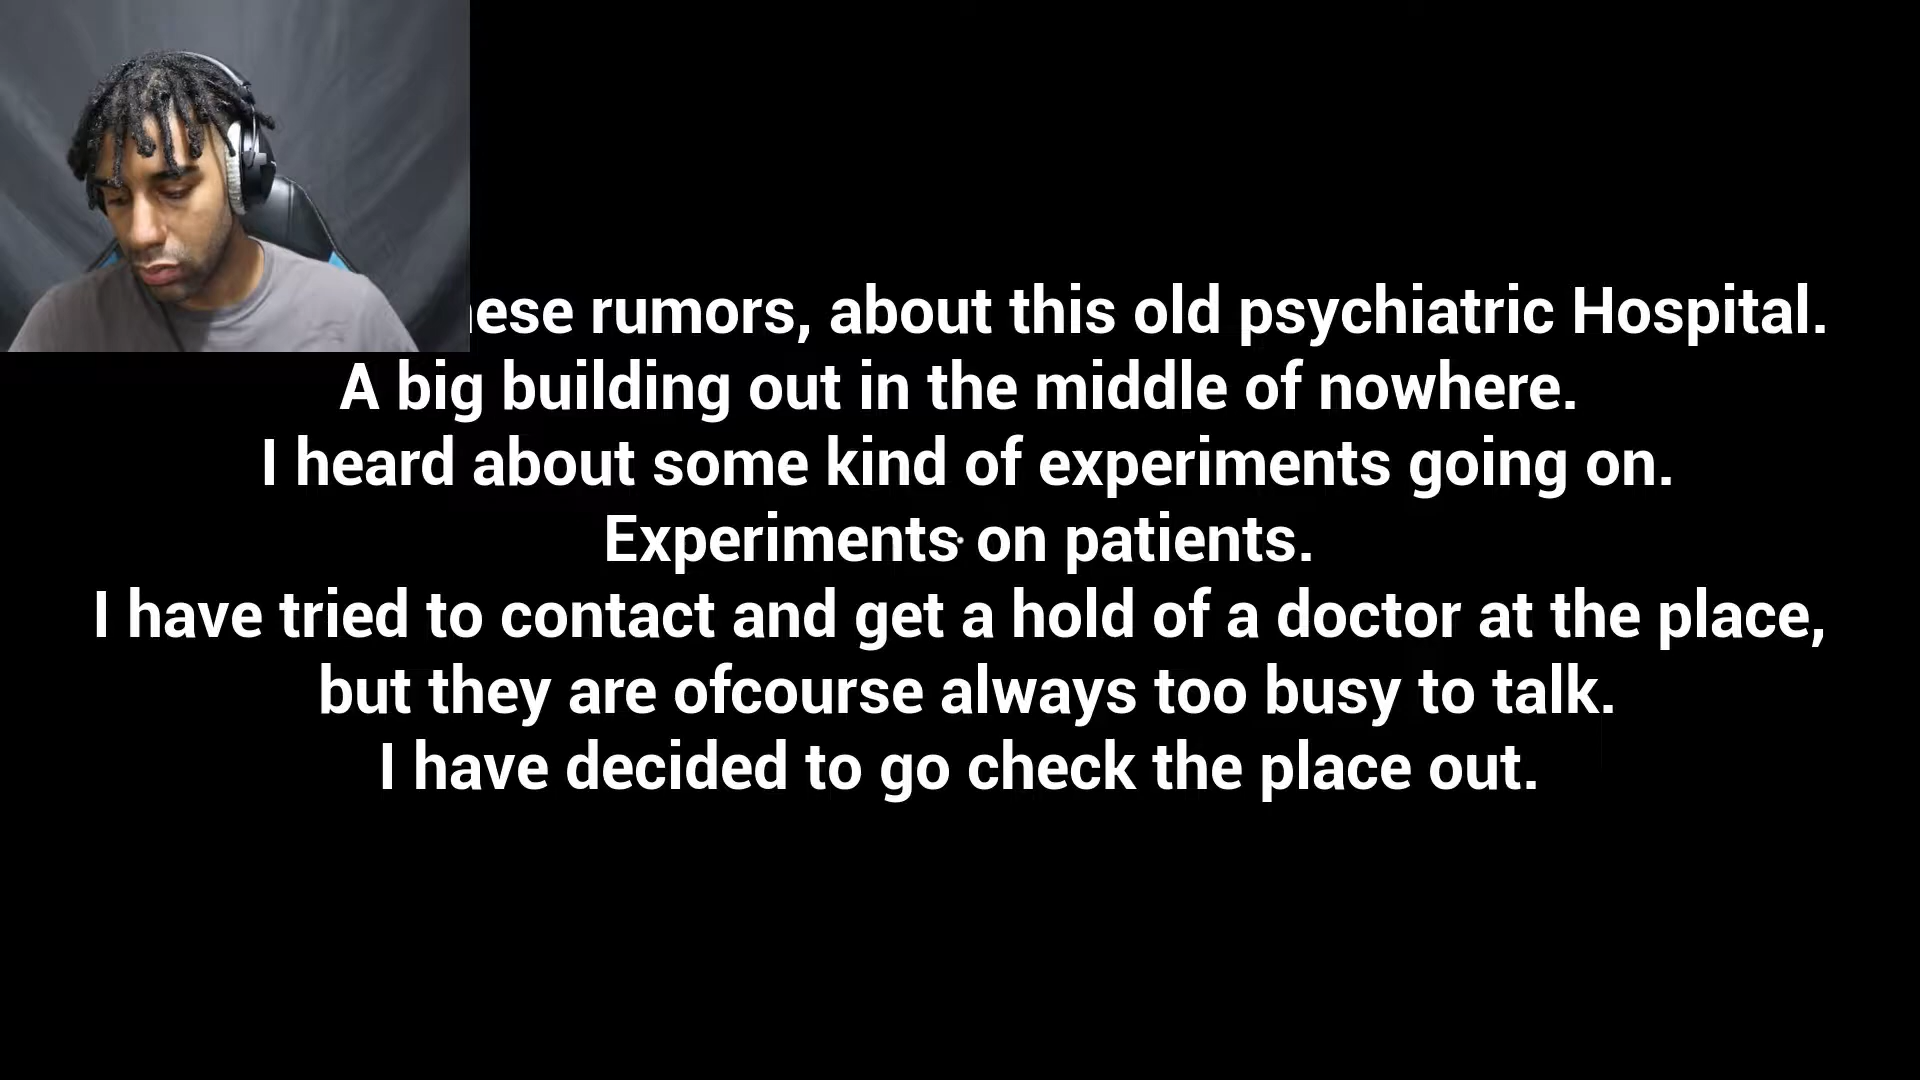 rumors, about this old psychiatric Hospital.
A big building out in the middle of nowhere.
I heard about some kind of experiments going on.
Experiments on patients.
I have tried to contact and get a hold of a doctor at the place,
but they are ofcourse always too busy to talk.
I have decided to go check the place out.